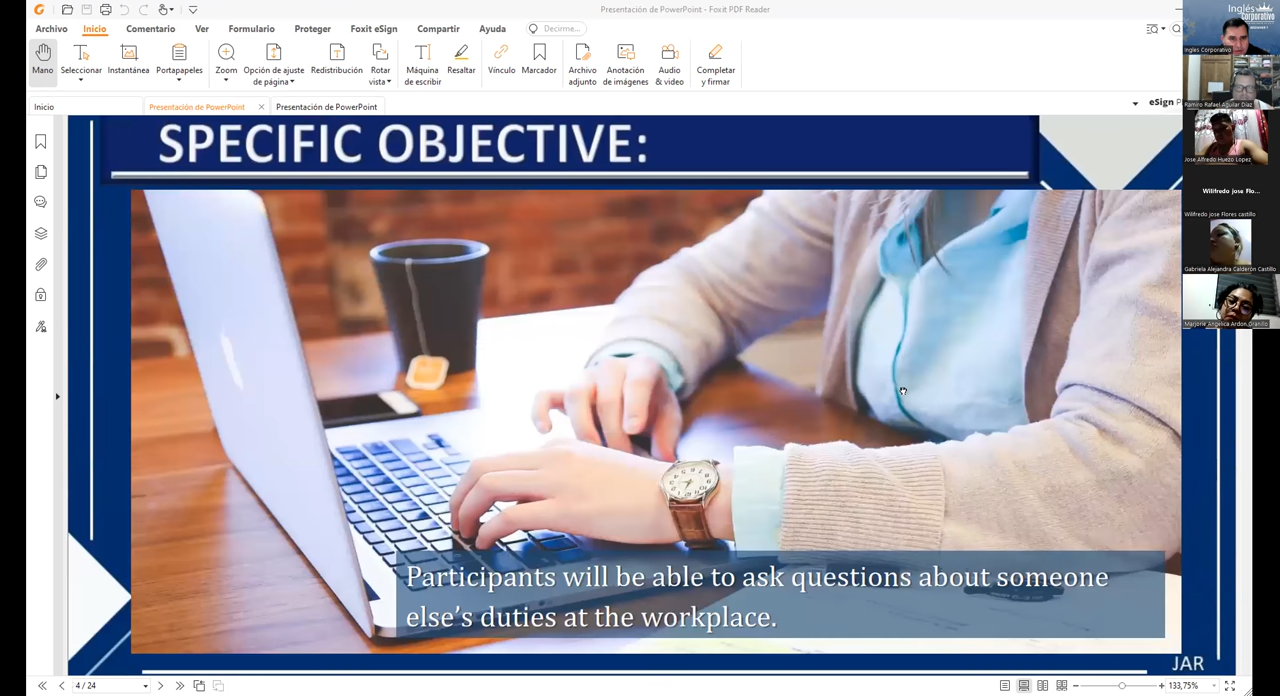 Presentación de PowerPoint - Foxit PDF Reader
Archivo Inicio Comentario Ver Formulario Proteger Foxit eSign Compartir Ayuda Decirme...
Mano Seleccionar Instantánea Portapapeles Zoom Opción de ajuste de página Redistribución Rotar vista Máquina de escribir Resaltar Vínculo Marcador Archivo adjunto Anotación de imágenes Audio & video Completar y firmar
Inicio Presentación de PowerPoint Presentación de PowerPoint eSign
SPECIFIC OBJECTIVE:
Participants will be able to ask questions about someone
else's duties at the workplace.
JAR
4 / 24
133,75%
Inglés
Corporativo
Ingles Corporativo
Ramiro Rafael Aguilar Díaz
Jose Alfredo Huezo Lopez
Wilifredo jose Flo...
Wilifredo jose Flores castillo
Gabriela Alejandra Calderón Castillo
Marjorie Angelica Ardon Granillo